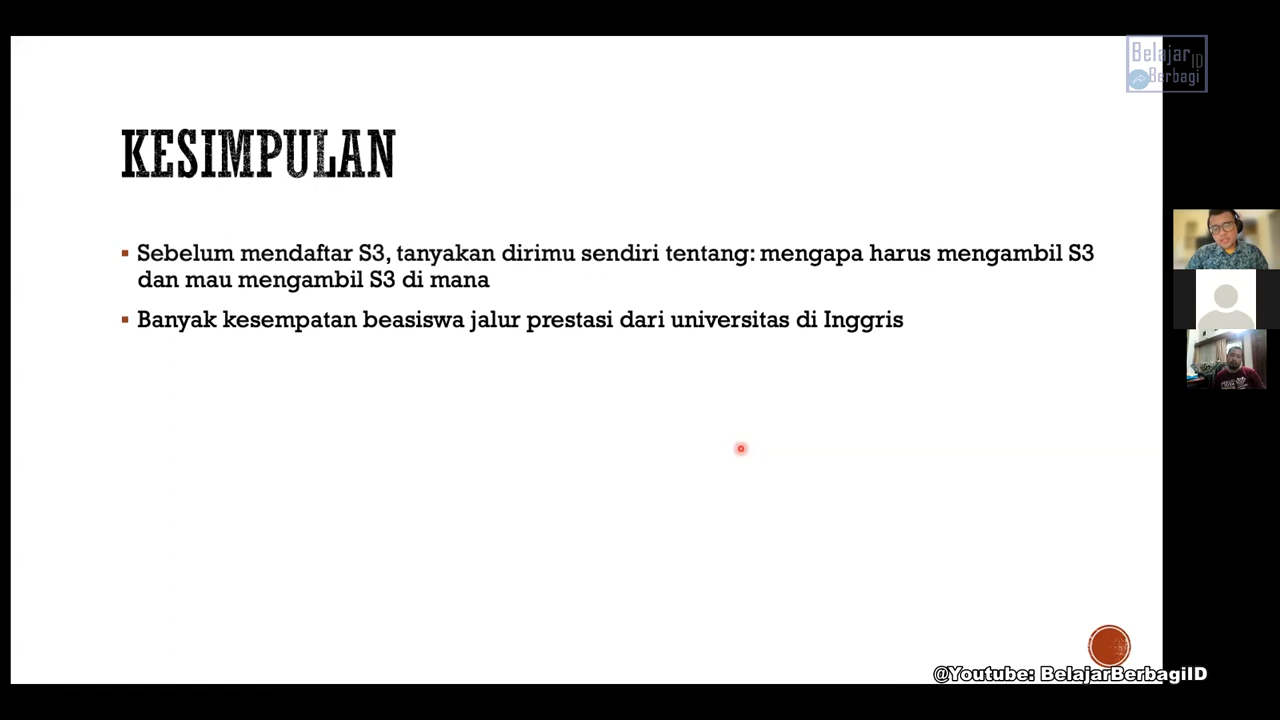 Belajar ID
Berbagi
KESIMPULAN
▪ Sebelum mendaftar S3, tanyakan dirimu sendiri tentang: mengapa harus mengambil S3
dan mau mengambil S3 di mana
▪ Banyak kesempatan beasiswa jalur prestasi dari universitas di Inggris
@Youtube: BelajarBerbagiID